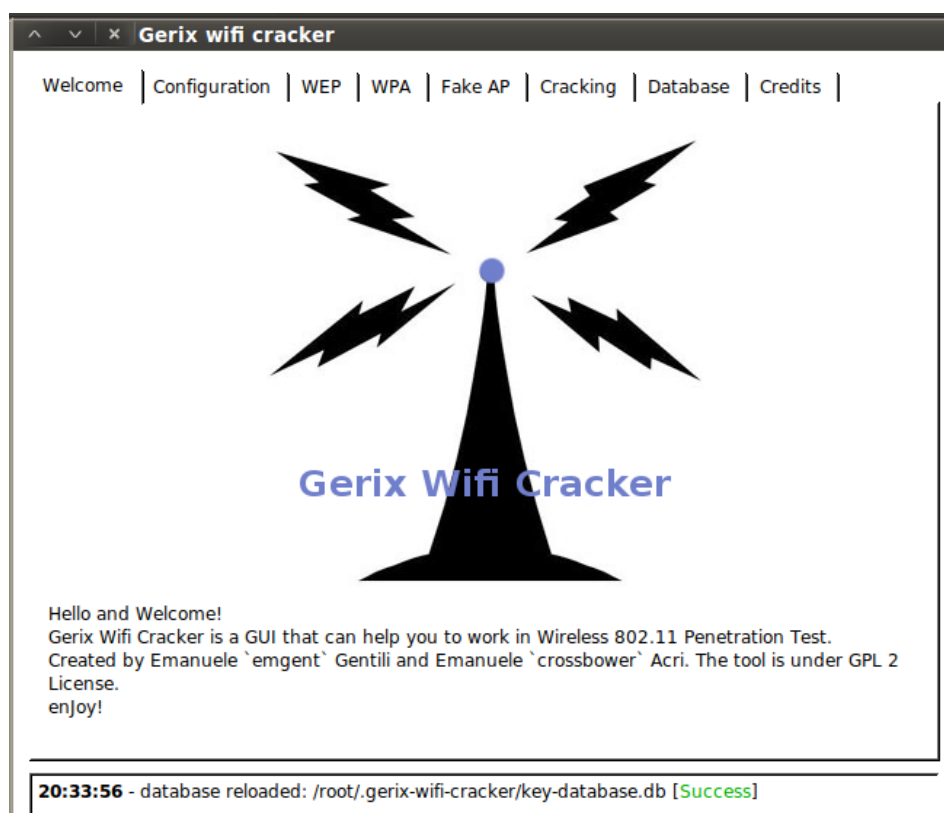 Gerix wifi cracker
Welcome Configuration WEP WPA Fake AP Cracking Database Credits
Gerix Wifi Cracker
Hello and Welcome!
Gerix Wifi Cracker is a GUI that can help you to work in Wireless 802.11 Penetration Test.
Created by Emanuele `emgent` Gentili and Emanuele `crossbower` Acri. The tool is under GPL 2
License.
enJoy!
20:33:56 - database reloaded: /root/.gerix-wifi-cracker/key-database.db [Success]